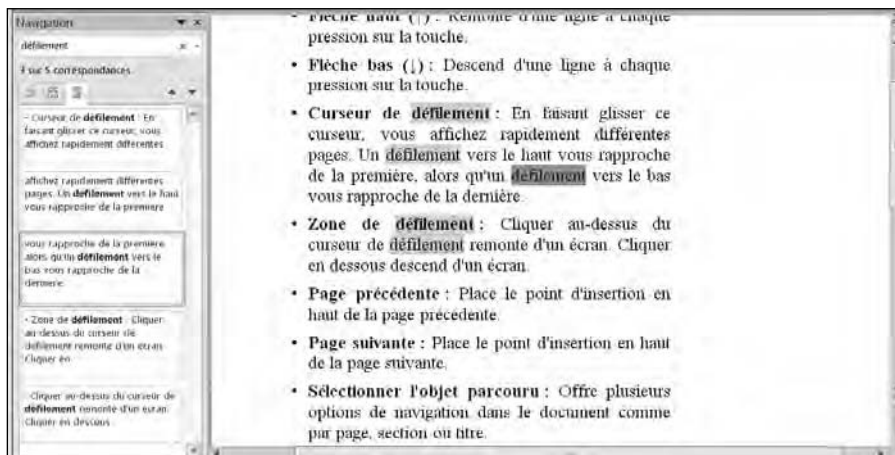 Navigation
défilement
3 sur 5 correspondances
- Curseur de défilement : En
faisant glisser ce curseur, vous
affichez rapidement différentes
affichez rapidement différentes
pages. Un défilement vers le haut
vous rapproche de la première
vous rapproche de la première
alors qu'un défilement vers le
bas vous rapproche de la
dernière.
- Zone de défilement : Cliquer
au-dessus du curseur de
défilement remonte d'un écran.
Cliquer en
Cliquer au-dessus du curseur de
défilement remonte d'un écran.
Cliquer en dessous
• Flèche haut (↑) : Remonte d'une ligne à chaque
pression sur la touche.
• Flèche bas (↓) : Descend d'une ligne à chaque
pression sur la touche.
• Curseur de défilement : En faisant glisser ce
curseur, vous affichez rapidement différentes
pages. Un défilement vers le haut vous rapproche
de la première, alors qu'un défilement vers le bas
vous rapproche de la dernière.
• Zone de défilement : Cliquer au-dessus du
curseur de défilement remonte d'un écran. Cliquer
en dessous descend d'un écran.
• Page précédente : Place le point d'insertion en
haut de la page précédente.
• Page suivante : Place le point d'insertion en haut
de la page suivante.
• Sélectionner l'objet parcouru : Offre plusieurs
options de navigation dans le document comme
par page, section ou titre.